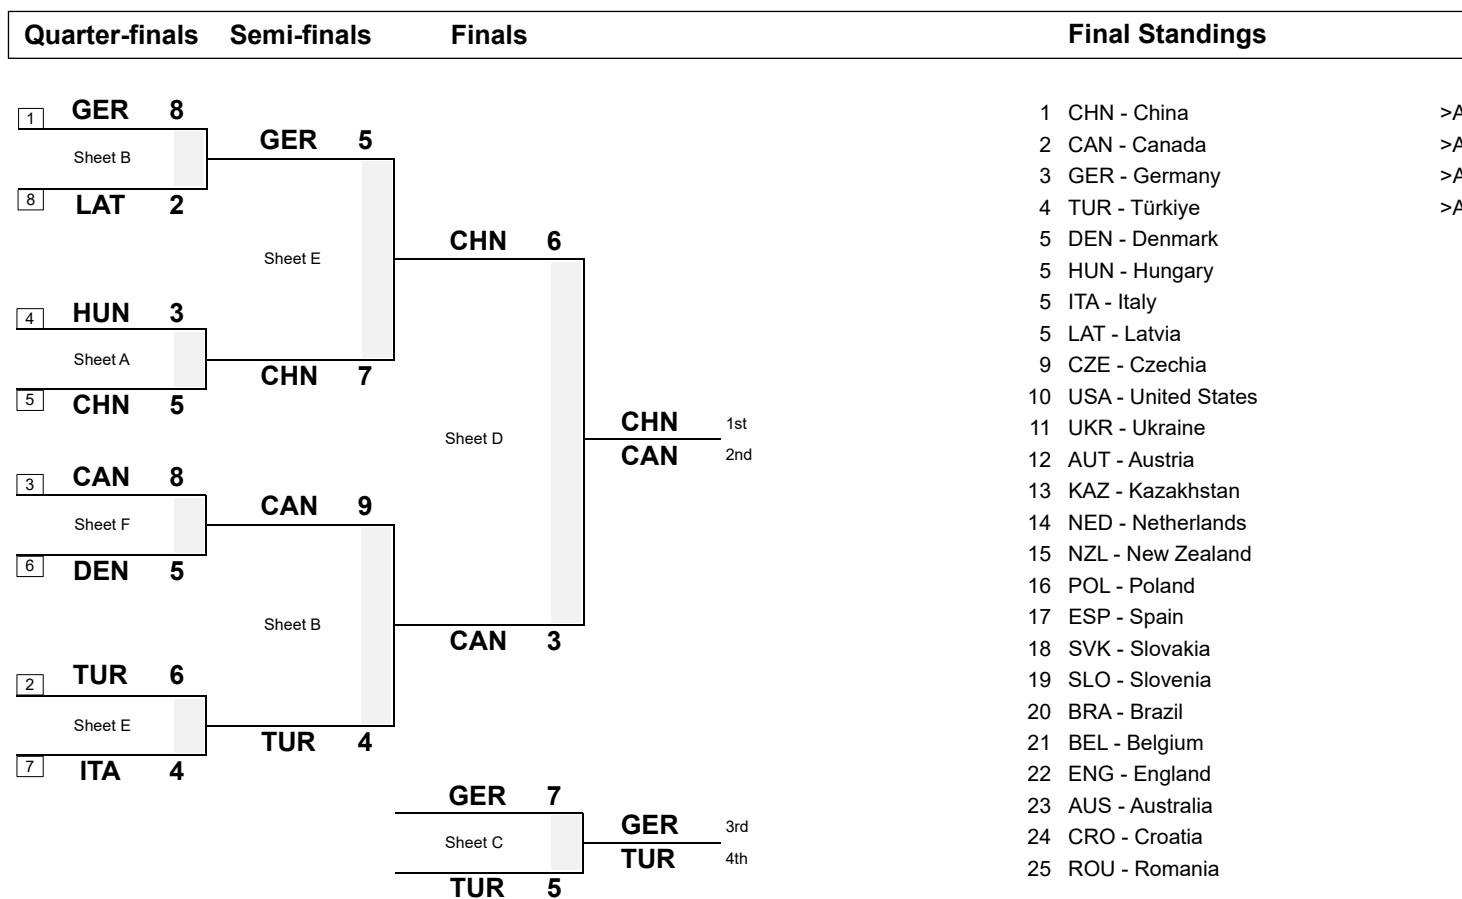 Quarter-finals Semi-finals Finals Final Standings
1 GER 8
Sheet B
8 LAT 2
GER 5
Sheet E
CHN 7
4 HUN 3
Sheet A
5 CHN 5
CHN 6
Sheet D
CAN 3
CHN 1st
CAN 2nd
3 CAN 8
Sheet F
6 DEN 5
CAN 9
Sheet B
TUR 4
2 TUR 6
Sheet E
7 ITA 4
GER 7
Sheet C
TUR 5
GER 3rd
TUR 4th
1 CHN - China >A
2 CAN - Canada >A
3 GER - Germany >A
4 TUR - Türkiye >A
5 DEN - Denmark
5 HUN - Hungary
5 ITA - Italy
5 LAT - Latvia
9 CZE - Czechia
10 USA - United States
11 UKR - Ukraine
12 AUT - Austria
13 KAZ - Kazakhstan
14 NED - Netherlands
15 NZL - New Zealand
16 POL - Poland
17 ESP - Spain
18 SVK - Slovakia
19 SLO - Slovenia
20 BRA - Brazil
21 BEL - Belgium
22 ENG - England
23 AUS - Australia
24 CRO - Croatia
25 ROU - Romania